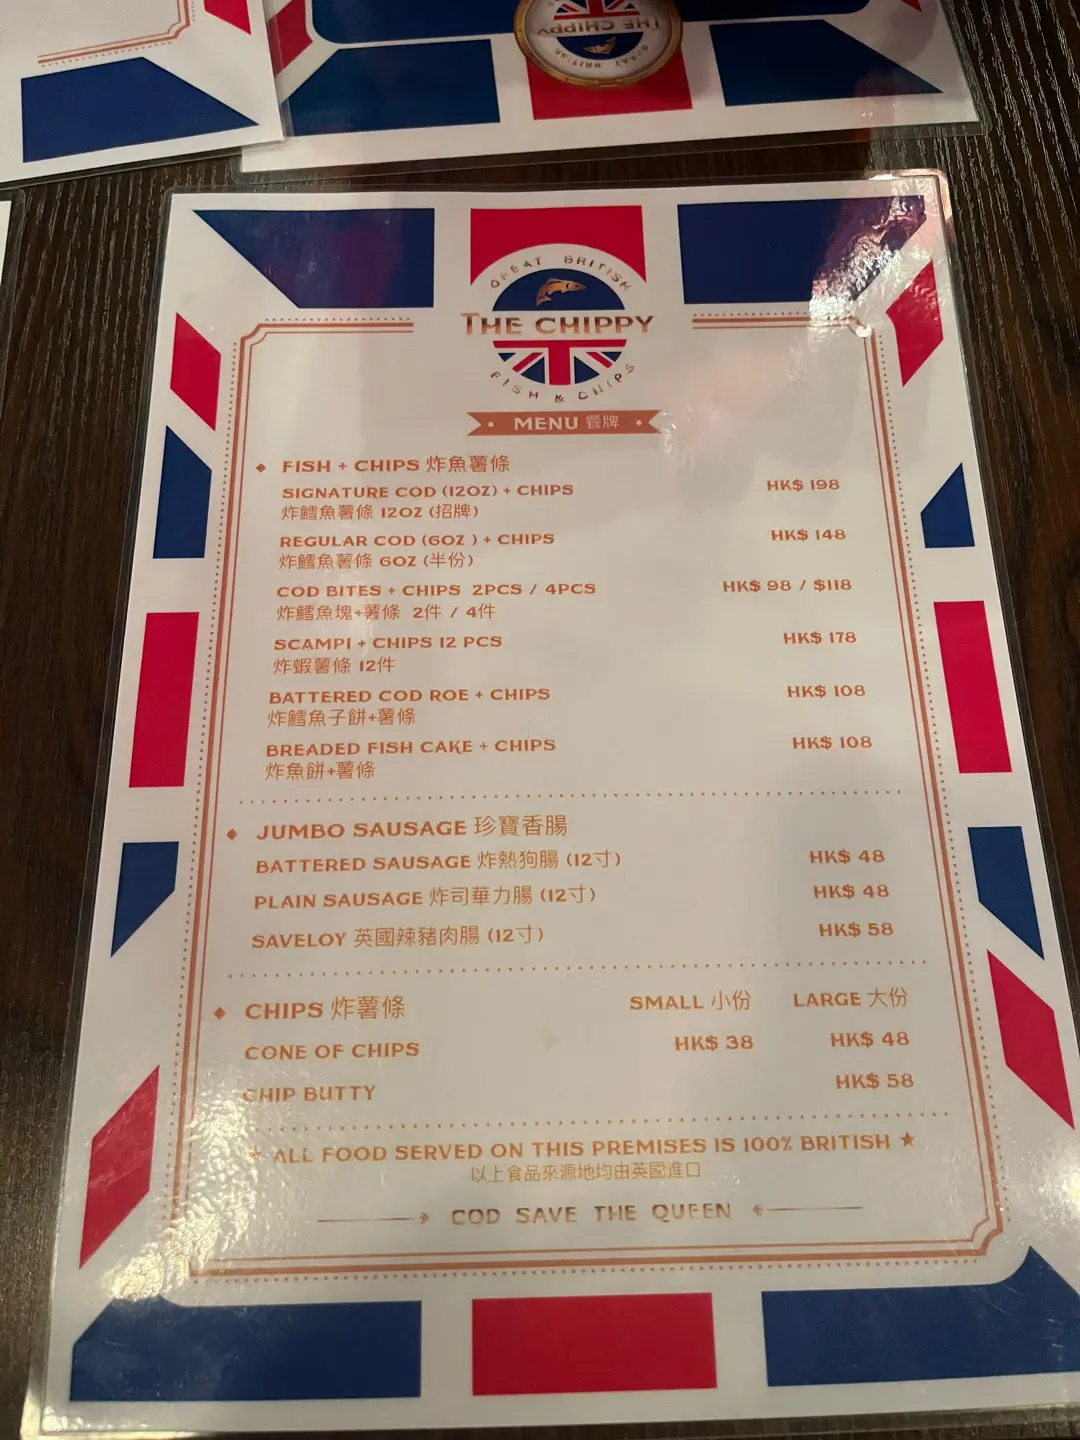 THE CHIPPY
GREAT BRITISH
GREAT BRITISH
THE CHIPPY
FISH & CHIPS
• MENU 餐牌 •
FISH + CHIPS 炸魚薯條
SIGNATURE COD (12OZ) + CHIPS HK$ 198
炸鱈魚薯條 12OZ (招牌)
REGULAR COD (6OZ ) + CHIPS HK$ 148
炸鱈魚薯條 6OZ (半份)
COD BITES + CHIPS 2PCS / 4PCS HK$ 98 / $118
炸鱈魚塊+薯條 2件 / 4件
SCAMPI + CHIPS 12 PCS HK$ 178
炸蝦薯條 12件
BATTERED COD ROE + CHIPS HK$ 108
炸鱈魚子餅+薯條
BREADED FISH CAKE + CHIPS HK$ 108
炸魚餅+薯條
JUMBO SAUSAGE 珍寶香腸
BATTERED SAUSAGE 炸熱狗腸 (12寸) HK$ 48
PLAIN SAUSAGE 炸司華力腸 (12寸) HK$ 48
SAVELOY 英國辣豬肉腸 (12寸) HK$ 58
CHIPS 炸薯條 SMALL 小份 LARGE 大份
CONE OF CHIPS HK$ 38 HK$ 48
CHIP BUTTY HK$ 58
★ ALL FOOD SERVED ON THIS PREMISES IS 100% BRITISH ★
以上食品來源地均由英國進口
COD SAVE THE QUEEN